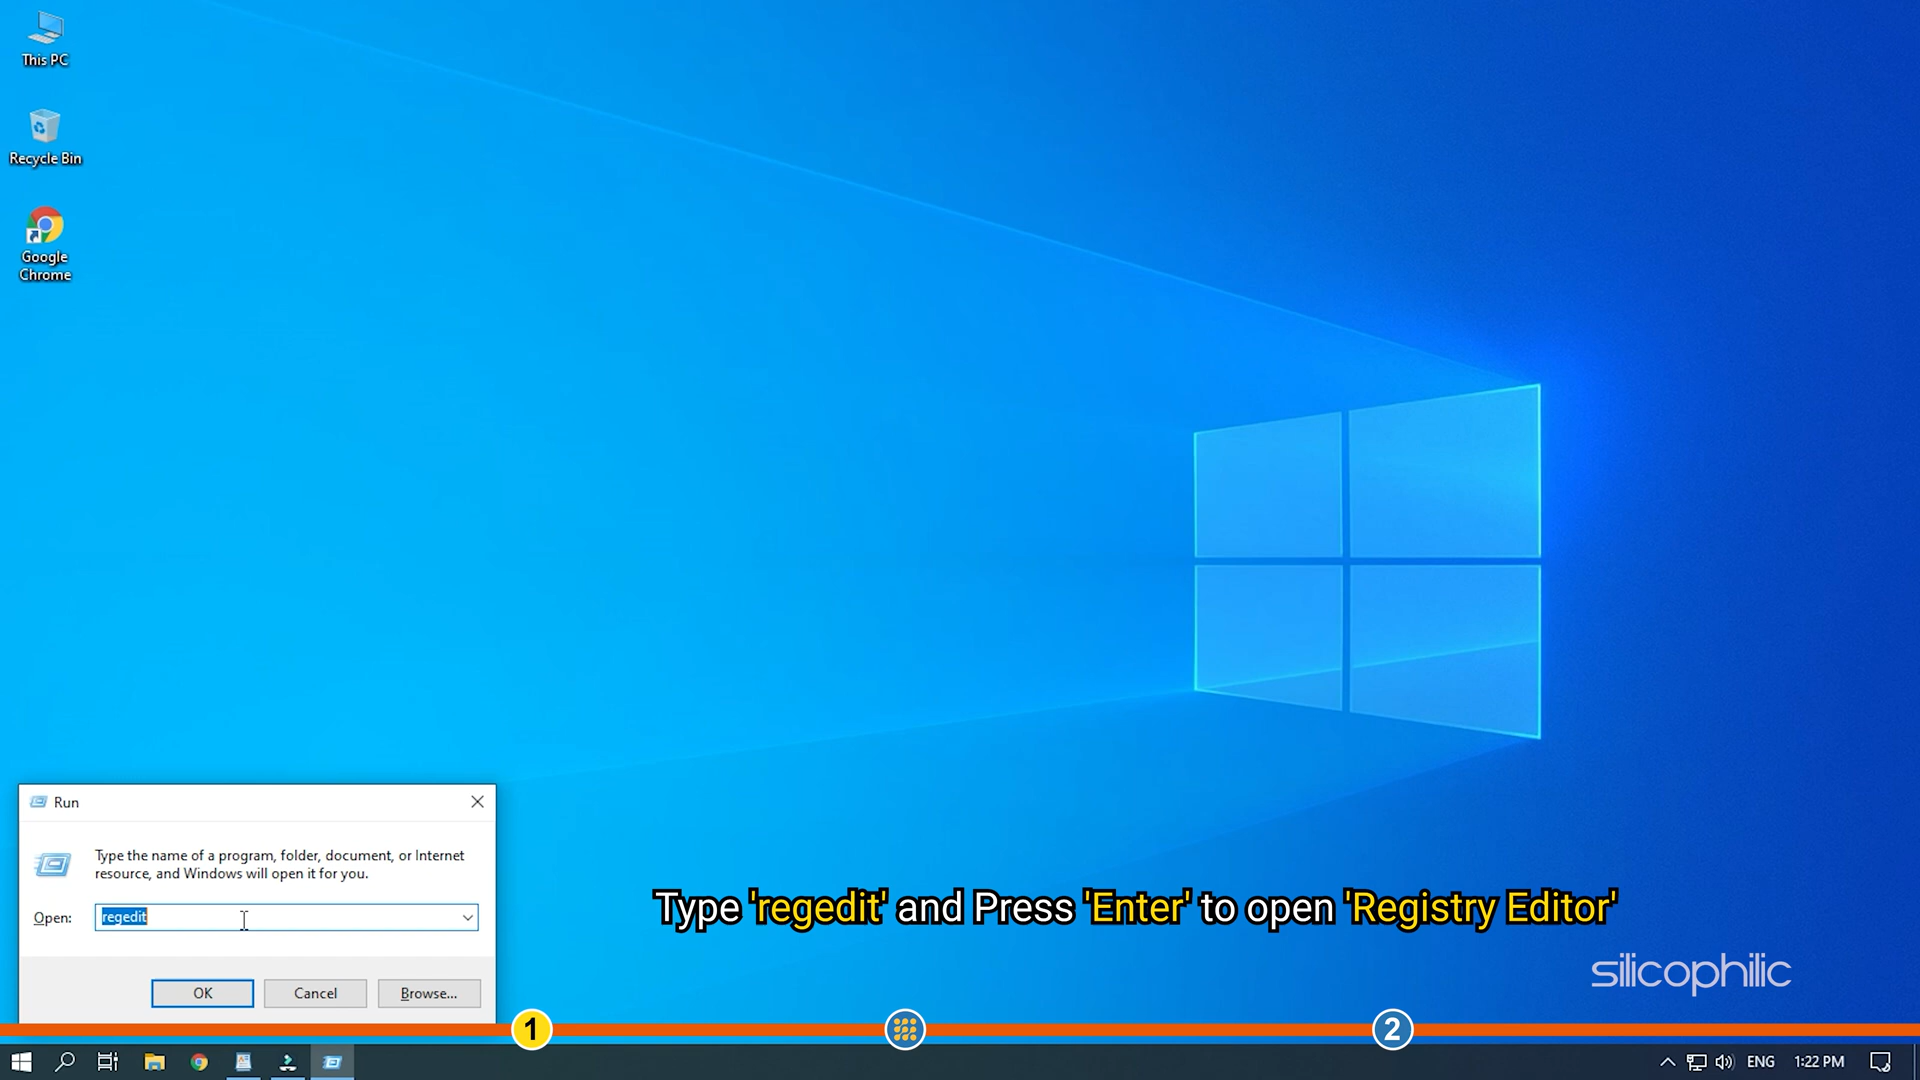 This PC
Recycle Bin
Google
Chrome
Run
Type the name of a program, folder, document, or Internet
resource, and Windows will open it for you.
Open:
regedit
OK
Cancel
Browse...
Type 'regedit' and Press 'Enter' to open 'Registry Editor'
silicophilic
1
2
ENG
1:22 PM